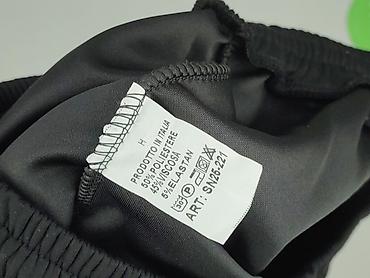 H
PRODOTTO IN ITALIA
50% POLIESTERE
45% VISCOSA
5% ELASTAN
ART: SN26-221